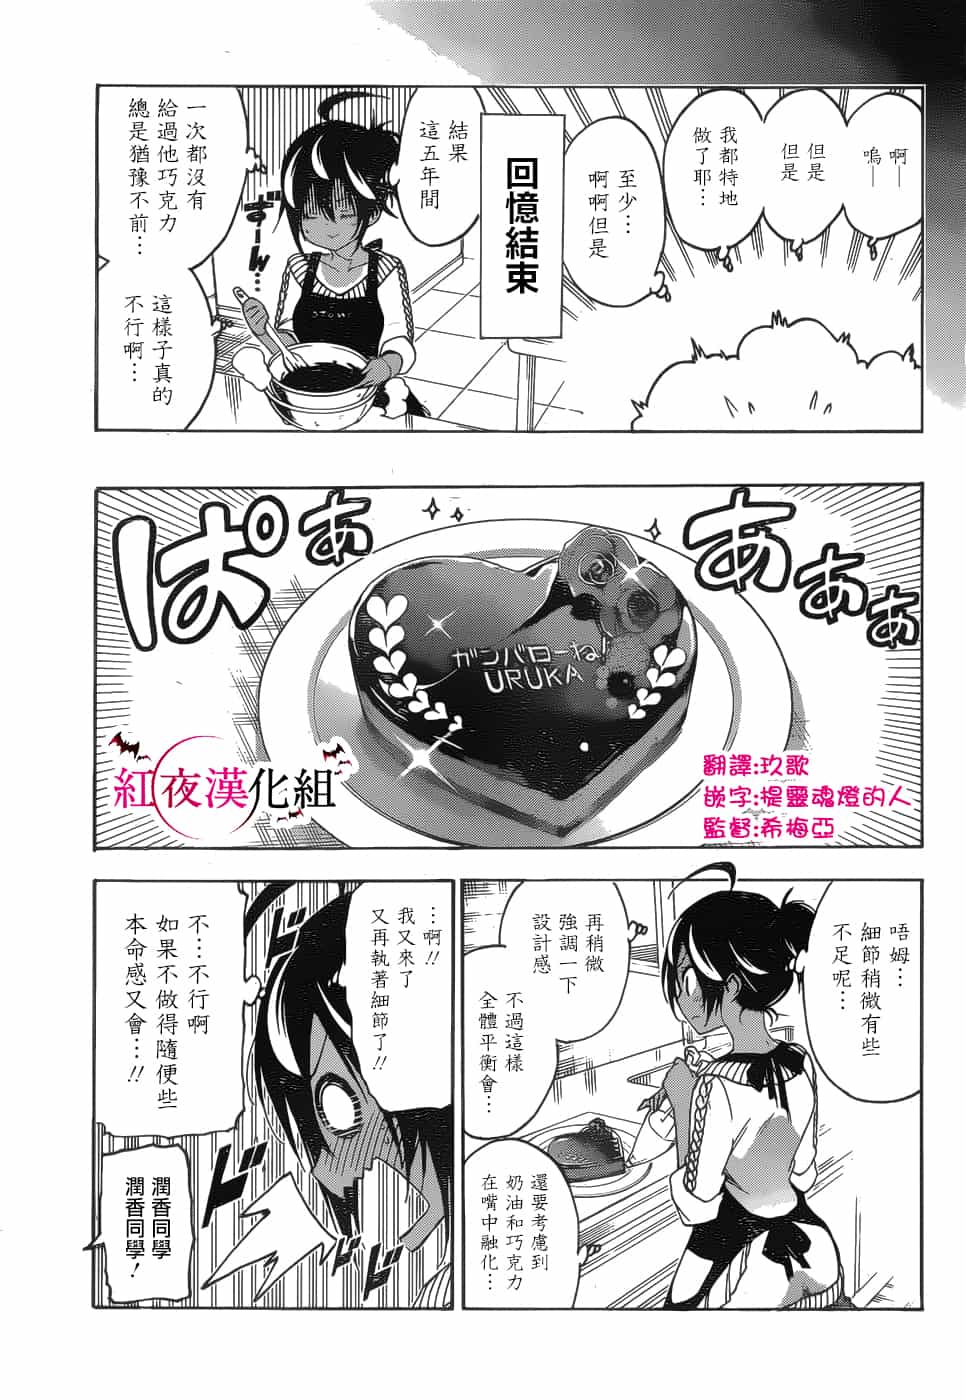 啊—
嗚—
但是
但是
我都特地
做了耶…
至少…
啊啊但是
回憶結束
結果
這五年間
一次都沒有
給過他巧克力
總是猶豫不前…
這樣子真的
不行啊…
ずーん…
STONE
ぱぁ
あぁぁ
ガンバローね!
URUKA
紅夜漢化組
翻譯:玖歌
嵌字:提靈魂燈的人
監督:希梅亞
唔姆…
細節稍微有些
不足呢…
再稍微
強調一下
設計感
不過這樣
全體平衡會…
還要考慮到
奶油和巧克力
在嘴中融化…
…啊!!
我又來了
又再執著細節了!!
不…不行啊
如果不做得隨便些
本命感又會…!!
ドドドド
潤香同學
潤香同學!